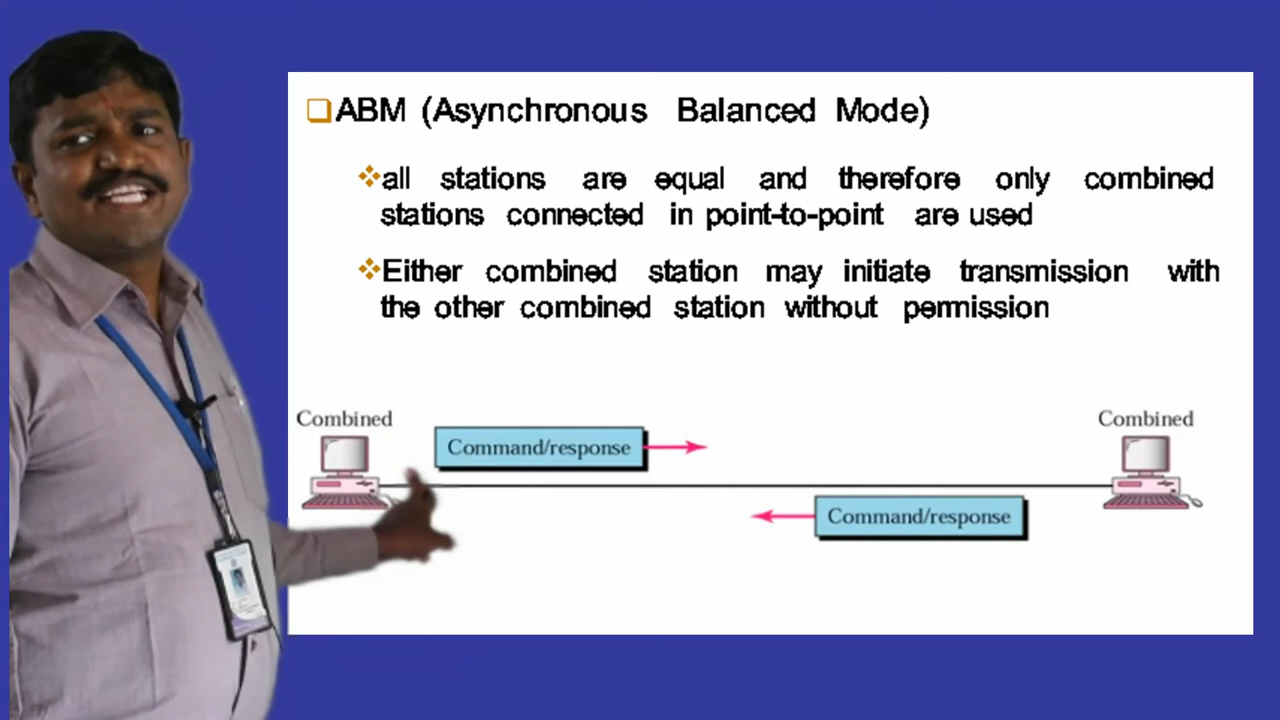 ABM (Asynchronous Balanced Mode)
all stations are equal and therefore only combined
stations connected in point-to-point are used
Either combined station may initiate transmission with
the other combined station without permission
Combined
Combined
Command/response
Command/response